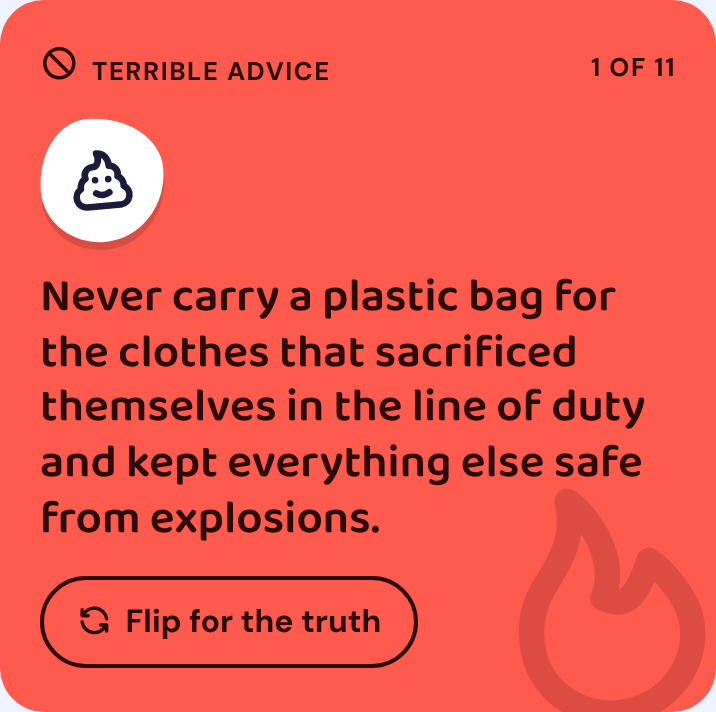 TERRIBLE ADVICE
1 OF 11
Never carry a plastic bag for
the clothes that sacrificed
themselves in the line of duty
and kept everything else safe
from explosions.
Flip for the truth